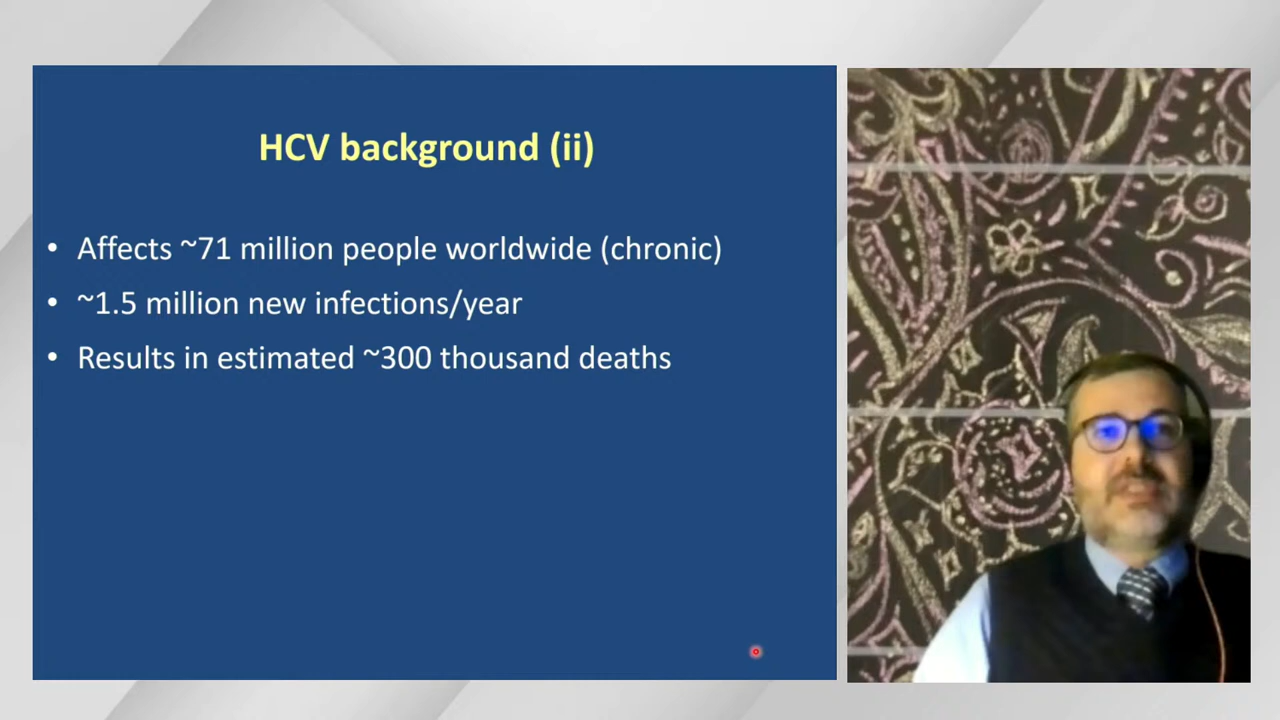 HCV background (ii)
• Affects ~71 million people worldwide (chronic)
• ~1.5 million new infections/year
• Results in estimated ~300 thousand deaths